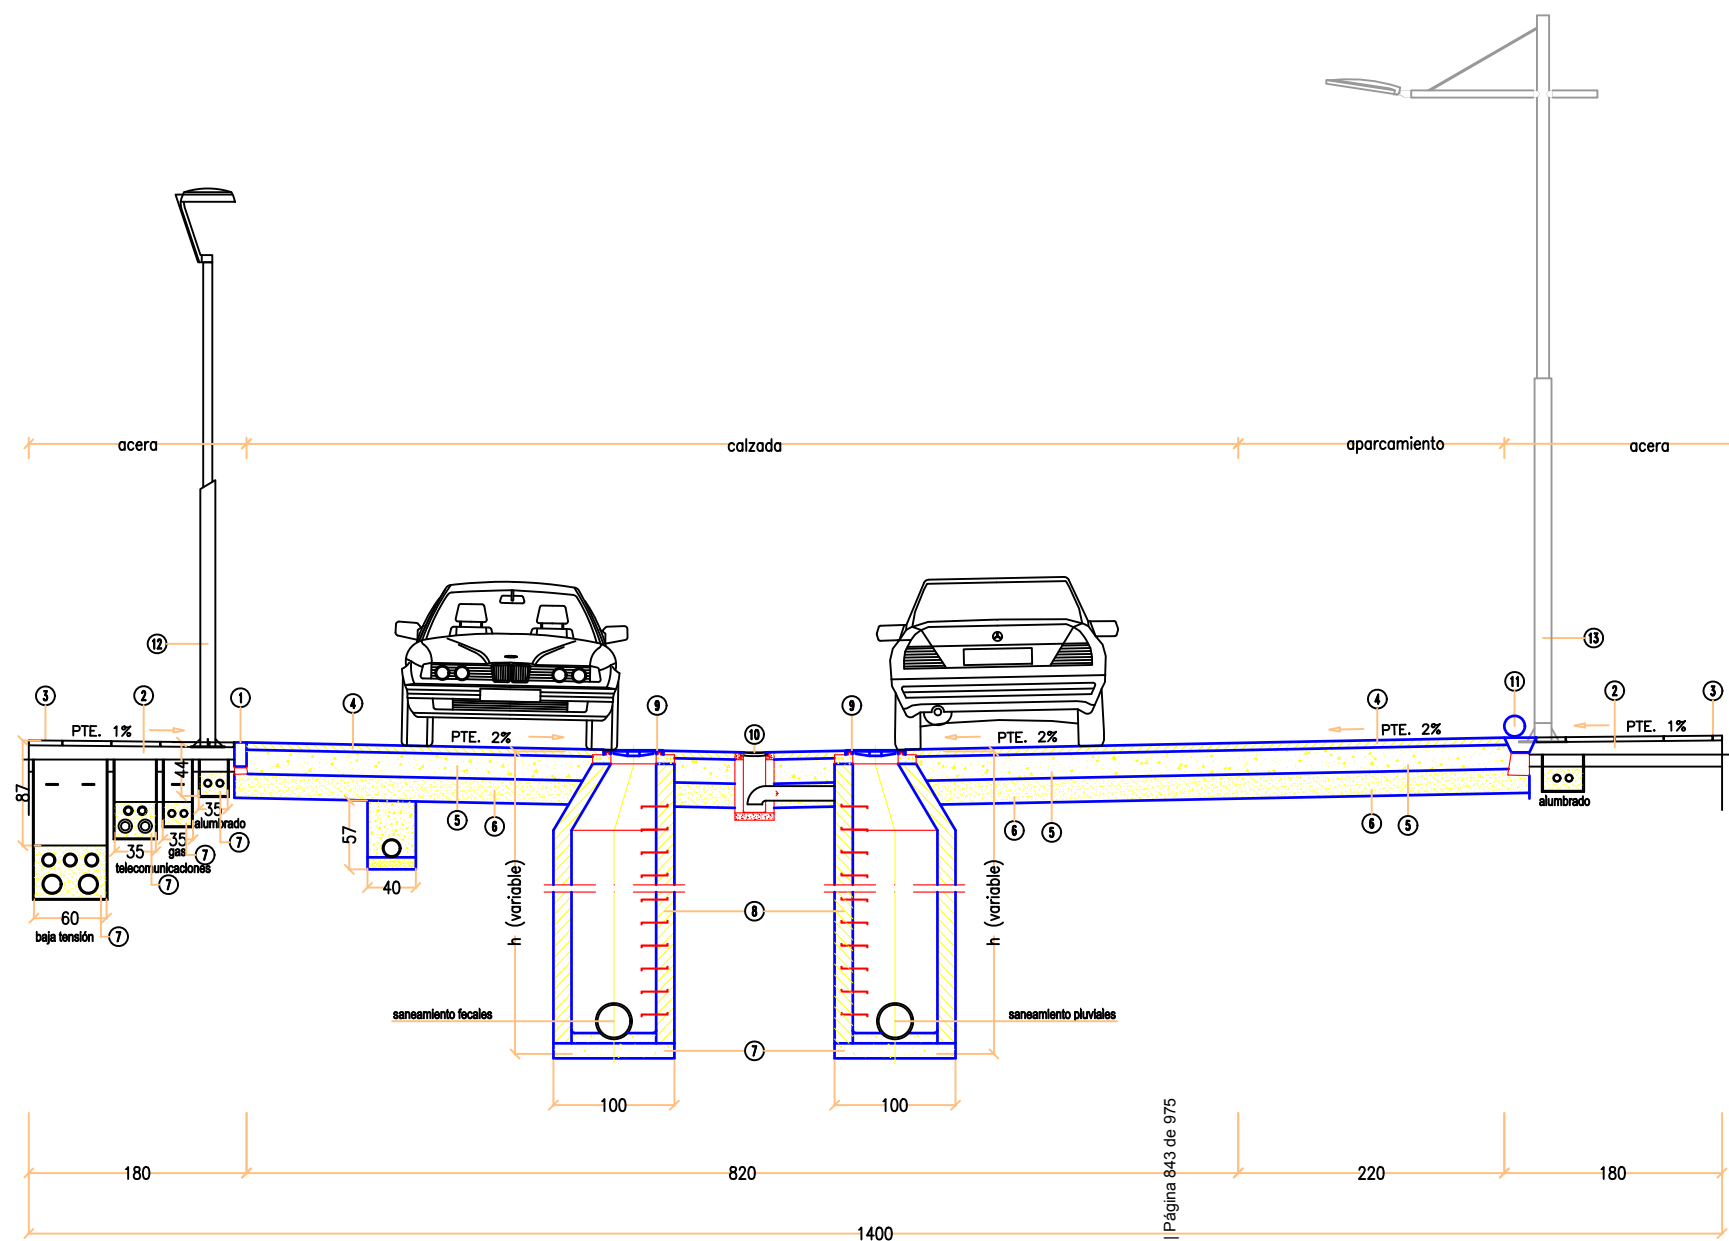 acera
calzada
aparcamiento
acera
12
13
3
2
1
4
9
9
4
11
2
3
PTE. 1%
PTE. 2%
10
PTE. 2%
PTE. 2%
PTE. 1%
87
44
35
alumbrado
35
gas
35
telecomunicaciones
7
7
7
60
baja tensión
7
57
40
5
6
6
5
6
5
alumbrado
h (variable)
8
h (variable)
saneamiento fecales
saneamiento pluviales
7
100
100
| Página 843 de 975
180
820
220
180
1400